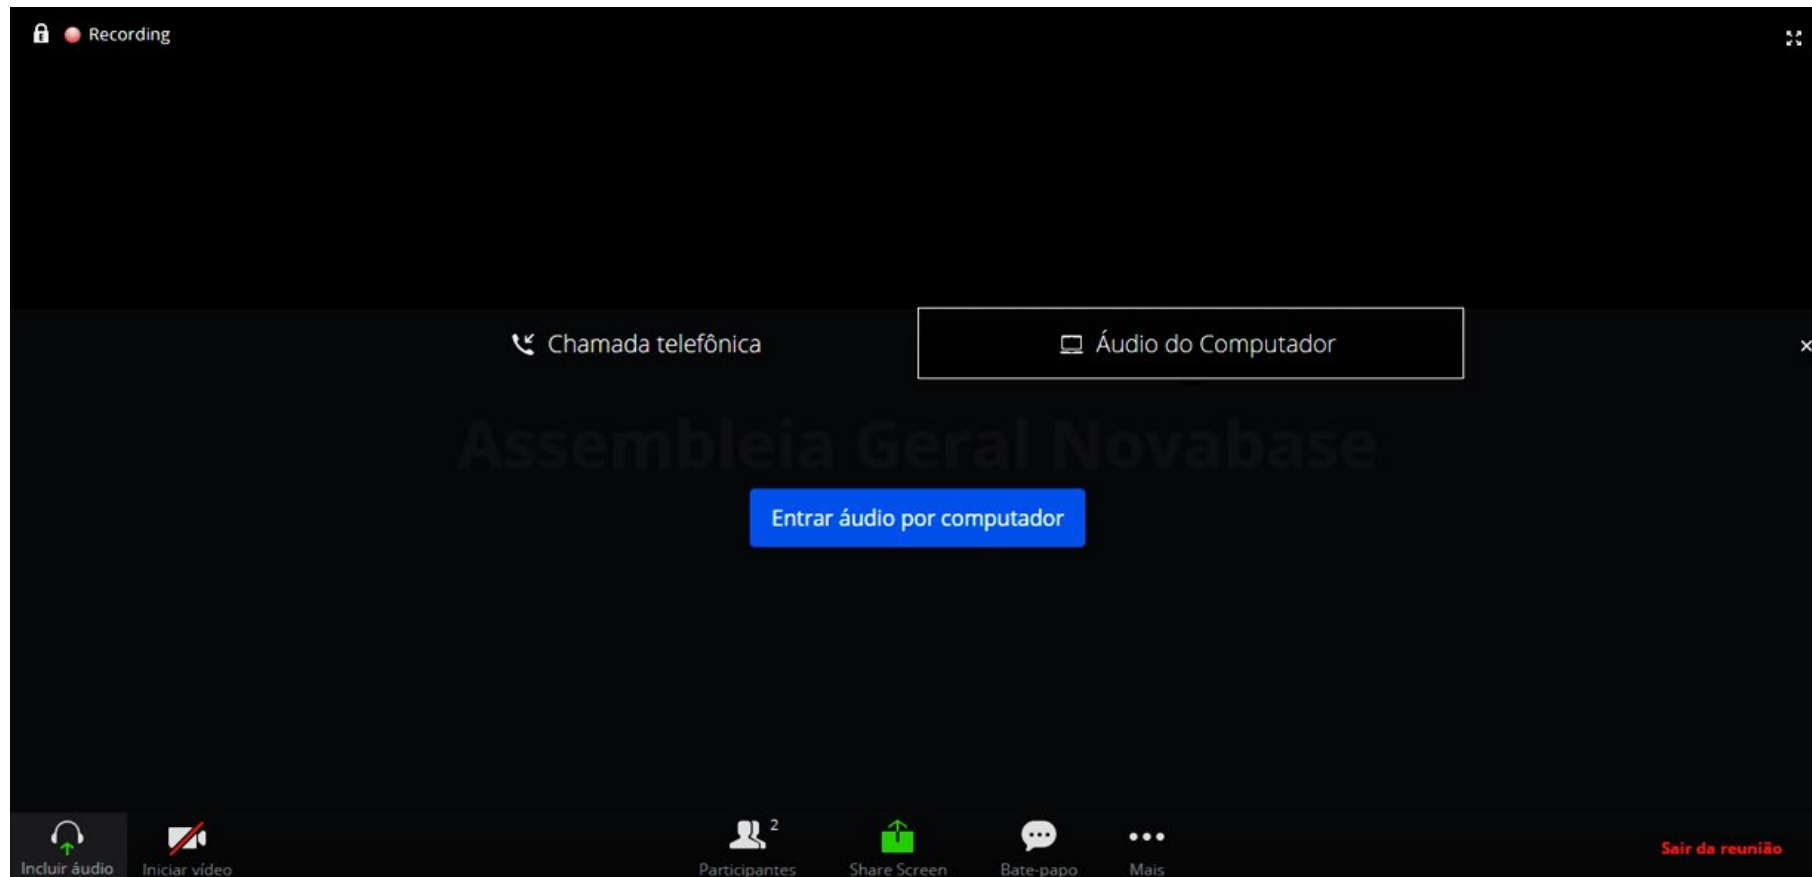 Recording
Chamada telefônica
Áudio do Computador
Assembleia Geral Novabase
Entrar áudio por computador
Incluir áudio
Iniciar vídeo
Participantes
2
Share Screen
Bate-papo
Mais
Sair da reunião